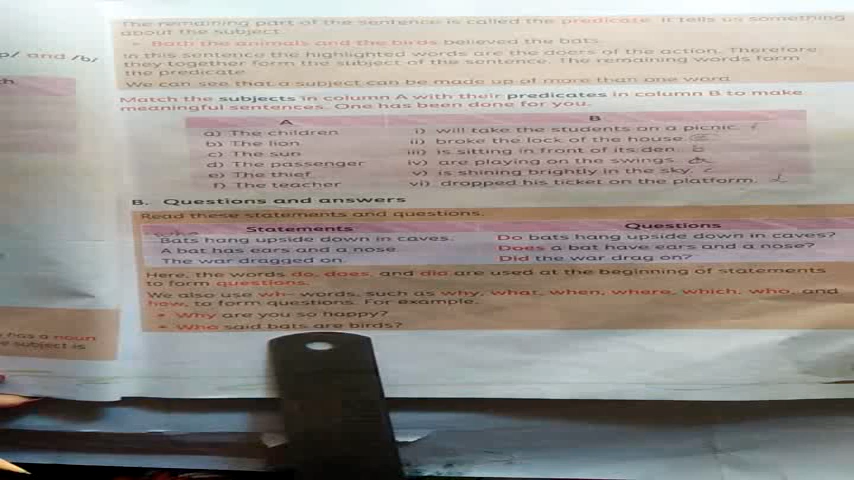 The remaining part of the sentence is called the predicate. It tells us something
about the subject.
• Both the animals and the birds believed the bats.
In this sentence the highlighted words are the doers of the action. Therefore
they together form the subject of the sentence. The remaining words form
the predicate.
We can see that a subject can be made up of more than one word
p/ and /b/
Match the subjects in column A with their predicates in column B to make
meaningful sentences. One has been done for you.
A B
a) The children i) will take the students on a picnic. f
b) The lion ii) broke the lock of the house.
c) The sun iii) is sitting in front of its den. b
d) The passenger iv) are playing on the swings.
e) The thief v) is shining brightly in the sky. c
f) The teacher vi) dropped his ticket on the platform. d
B. Questions and answers
Read these statements and questions.
Statements Questions
Bats hang upside down in caves. Do bats hang upside down in caves?
A bat has ears and a nose. Does a bat have ears and a nose?
The war dragged on. Did the war drag on?
Here, the words do, does, and did are used at the beginning of statements
to form questions.
We also use wh- words, such as why, what, when, where, which, who, and
how, to form questions. For example,
• Why are you so happy?
• Who said bats are birds?
has a noun
subject is